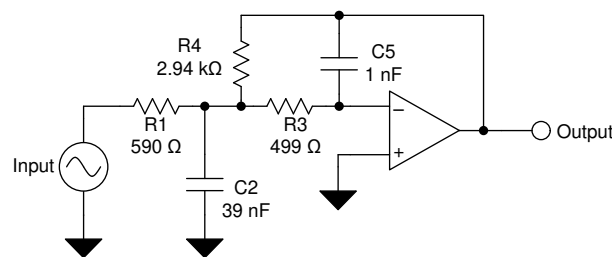 R4
2.94 kΩ
C5
1 nF
R1
590 Ω
R3
499 Ω
−
+
Output
Input
C2
39 nF